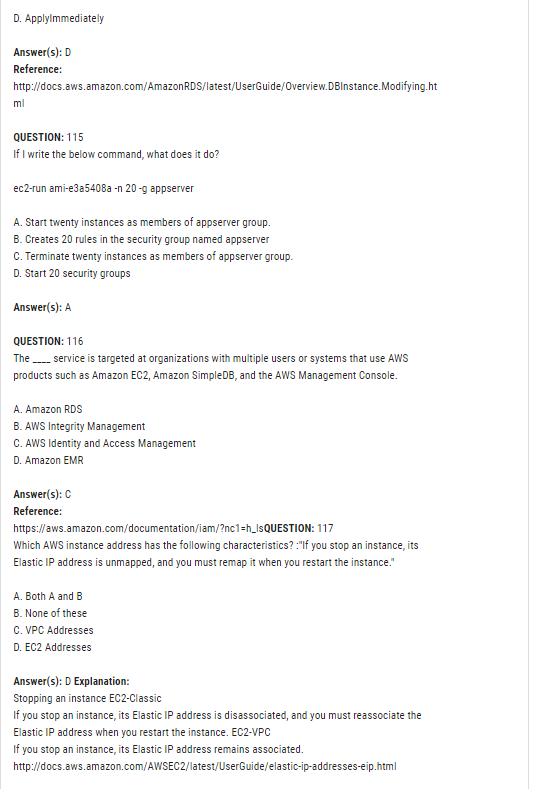 D. ApplyImmediately
Answer(s): D
Reference:
http://docs.aws.amazon.com/AmazonRDS/latest/UserGuide/Overview.DBInstance.Modifying.ht
ml
QUESTION: 115
If I write the below command, what does it do?
ec2-run ami-e3a5408a -n 20 -g appserver
A. Start twenty instances as members of appserver group.
B. Creates 20 rules in the security group named appserver
C. Terminate twenty instances as members of appserver group.
D. Start 20 security groups
Answer(s): A
QUESTION: 116
The ____ service is targeted at organizations with multiple users or systems that use AWS
products such as Amazon EC2, Amazon SimpleDB, and the AWS Management Console.
A. Amazon RDS
B. AWS Integrity Management
C. AWS Identity and Access Management
D. Amazon EMR
Answer(s): C
Reference:
https://aws.amazon.com/documentation/iam/?nc1=h_lsQUESTION: 117
Which AWS instance address has the following characteristics? :"If you stop an instance, its
Elastic IP address is unmapped, and you must remap it when you restart the instance."
A. Both A and B
B. None of these
C. VPC Addresses
D. EC2 Addresses
Answer(s): D Explanation:
Stopping an instance EC2-Classic
If you stop an instance, its Elastic IP address is disassociated, and you must reassociate the
Elastic IP address when you restart the instance. EC2-VPC
If you stop an instance, its Elastic IP address remains associated.
http://docs.aws.amazon.com/AWSEC2/latest/UserGuide/elastic-ip-addresses-eip.html